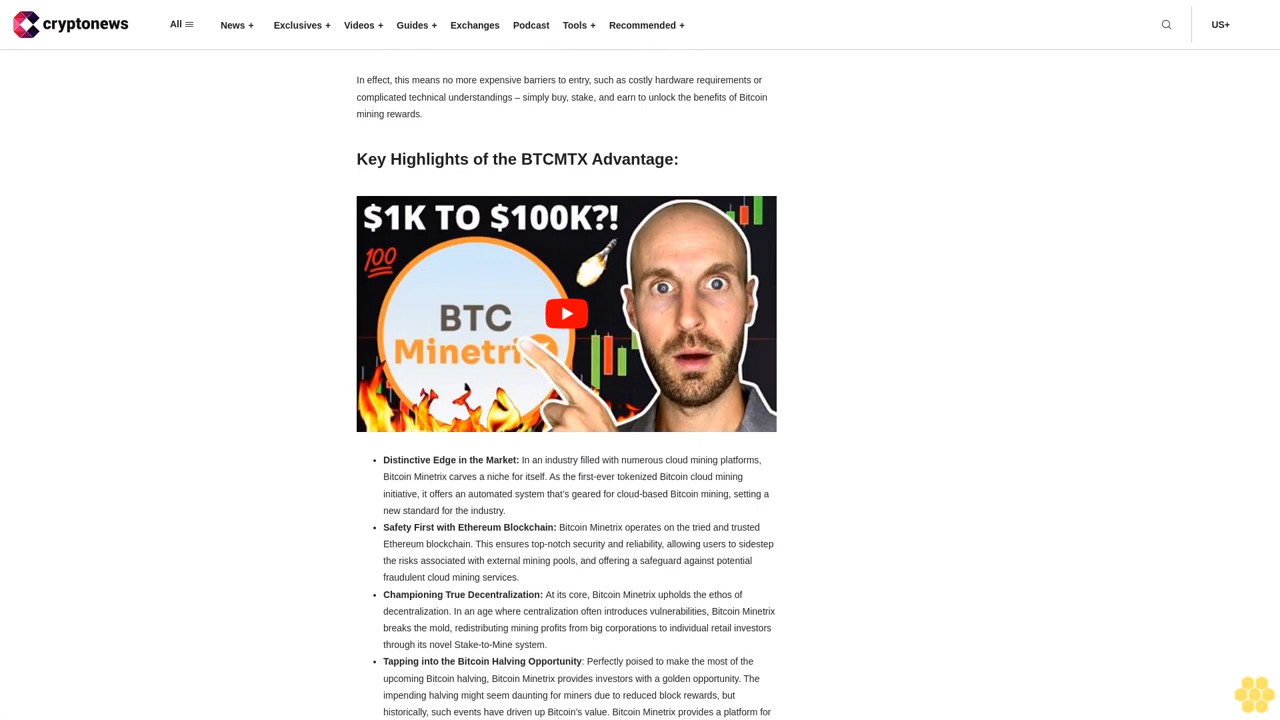 cryptonews
All
News +
Exclusives +
Videos +
Guides +
Exchanges
Podcast
Tools +
Recommended +
US+
In effect, this means no more expensive barriers to entry, such as costly hardware requirements or
complicated technical understandings – simply buy, stake, and earn to unlock the benefits of Bitcoin
mining rewards.
Key Highlights of the BTCMTX Advantage:
$1K TO $100K?!
100
BTC
Minetrix
• Distinctive Edge in the Market: In an industry filled with numerous cloud mining platforms,
Bitcoin Minetrix carves a niche for itself. As the first-ever tokenized Bitcoin cloud mining
initiative, it offers an automated system that's geared for cloud-based Bitcoin mining, setting a
new standard for the industry.
• Safety First with Ethereum Blockchain: Bitcoin Minetrix operates on the tried and trusted
Ethereum blockchain. This ensures top-notch security and reliability, allowing users to sidestep
the risks associated with external mining pools, and offering a safeguard against potential
fraudulent cloud mining services.
• Championing True Decentralization: At its core, Bitcoin Minetrix upholds the ethos of
decentralization. In an age where centralization often introduces vulnerabilities, Bitcoin Minetrix
breaks the mold, redistributing mining profits from big corporations to individual retail investors
through its novel Stake-to-Mine system.
• Tapping into the Bitcoin Halving Opportunity: Perfectly poised to make the most of the
upcoming Bitcoin halving, Bitcoin Minetrix provides investors with a golden opportunity. The
impending halving might seem daunting for miners due to reduced block rewards, but
historically, such events have driven up Bitcoin's value. Bitcoin Minetrix provides a platform for